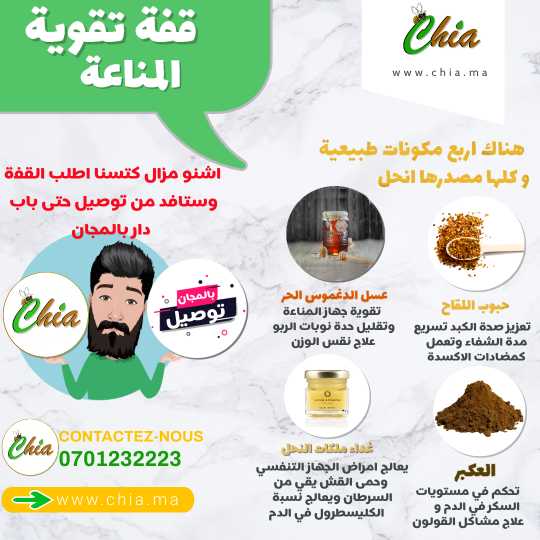 قفة تقوية
المناعة
Chia
www.chia.ma
هناك اربع مكونات طبيعية
و كلها مصدرها انحل
اشنو مزال كتسنا اطلب القفة
وستافد من توصيل حتى باب
دار بالمجان
Chia
بالمجان
توصيل
عسل الدغموس الحر
تقوية جهاز المناعة
وتقليل حدة نوبات الربو
علاج نقس الوزن
حبوب اللقاح
تعزيز صحة الكبد تسريع
مدة الشفاء وتعمل
كمضادات الاكسدة
غداء ملكات النحل
يعالج امراض الجهاز التنفسي
وحمى القش يقي من
السرطان ويعالج نسبة
الكليسطرول في الدم
العكبر
تحكم في مستويات
السكر في الدم و
علاج مشاكل القولون
Chia
CONTACTEZ-NOUS
0701232223
www.chia.ma